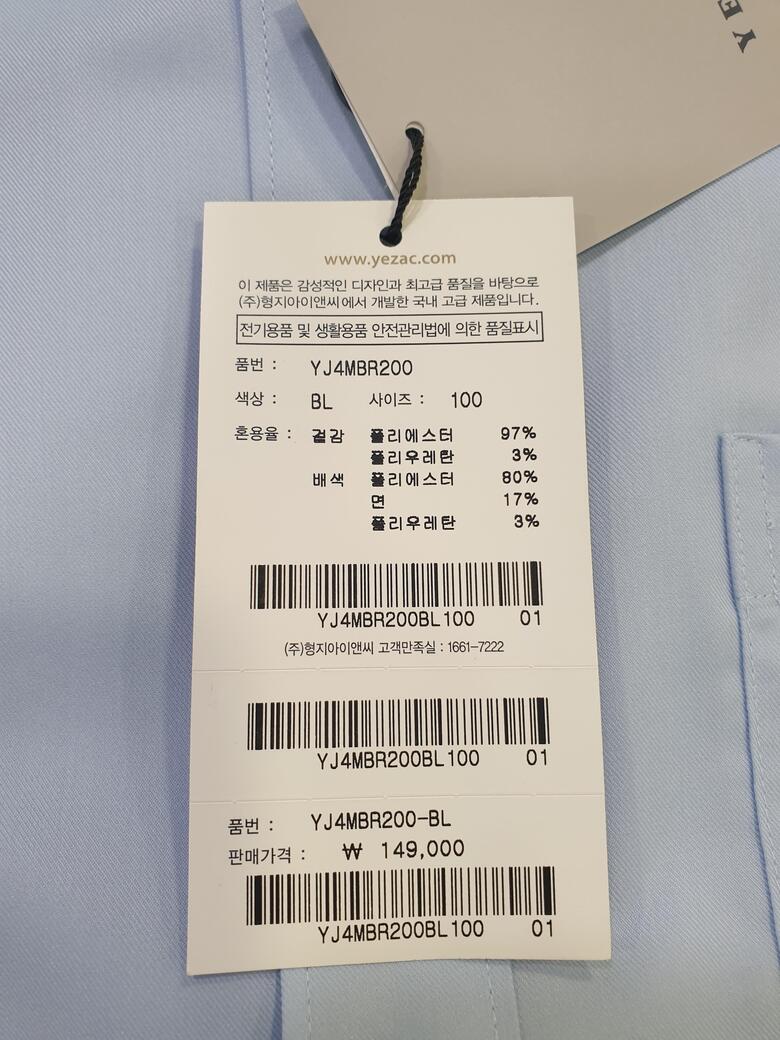 YE
www.yezac.com
이 제품은 감성적인 디자인과 최고급 품질을 바탕으로
(주)형지아이앤씨에서 개발한 국내 고급 제품입니다.
전기용품 및 생활용품 안전관리법에 의한 품질표시
품번 : YJ4MBR200
색상 : BL 사이즈 : 100
혼용율 : 겉감 폴리에스터 97%
폴리우레탄 3%
배색 폴리에스터 80%
면 17%
폴리우레탄 3%
YJ4MBR200BL100 01
(주)형지아이앤씨 고객만족실 : 1661-7222
YJ4MBR200BL100 01
품번 : YJ4MBR200-BL
판매가격 : ₩ 149,000
YJ4MBR200BL100 01